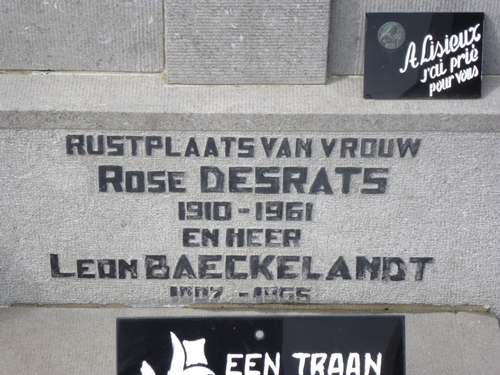 A Lisieux
J'ai prié
pour vous
RUSTPLAATS VAN VROUW
ROSE DESRATS
1910 - 1961
EN HEER
LEON BAECKELANDT
EEN TRAAN